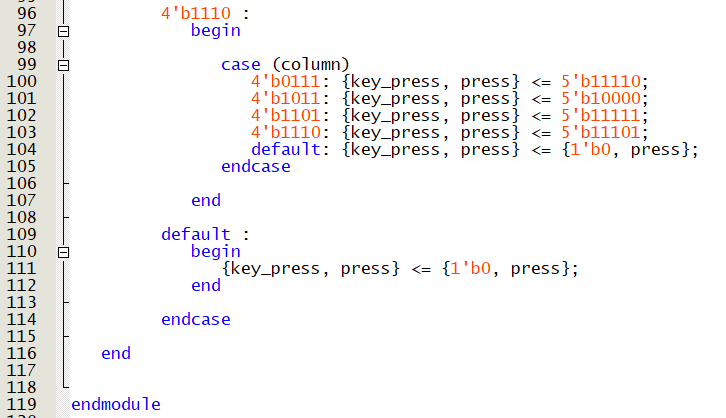 96 4'b1110 :
97 begin
98
99 case (column)
100 4'b0111: {key_press, press} <= 5'b11110;
101 4'b1011: {key_press, press} <= 5'b10000;
102 4'b1101: {key_press, press} <= 5'b11111;
103 4'b1110: {key_press, press} <= 5'b11101;
104 default: {key_press, press} <= {1'b0, press};
105 endcase
106
107 end
108
109 default :
110 begin
111 {key_press, press} <= {1'b0, press};
112 end
113
114 endcase
115
116 end
117
118
119 endmodule